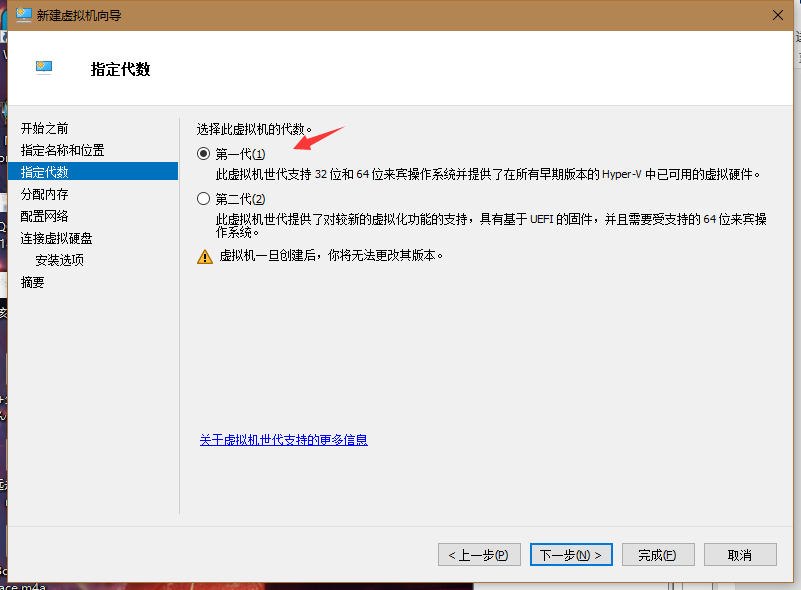 新建虚拟机向导
指定代数
开始之前
指定名称和位置
指定代数
分配内存
配置网络
连接虚拟硬盘
安装选项
摘要
选择此虚拟机的代数。
第一代(1)
此虚拟机世代支持 32 位和 64 位来宾操作系统并提供了在所有早期版本的 Hyper-V 中已可用的虚拟硬件。
第二代(2)
此虚拟机世代提供了对较新的虚拟化功能的支持，具有基于 UEFI 的固件，并且需要受支持的 64 位来宾操
作系统。
虚拟机一旦创建后，你将无法更改其版本。
关于虚拟机世代支持的更多信息
< 上一步(P)
下一步(N) >
完成(F)
取消
ace.m4a